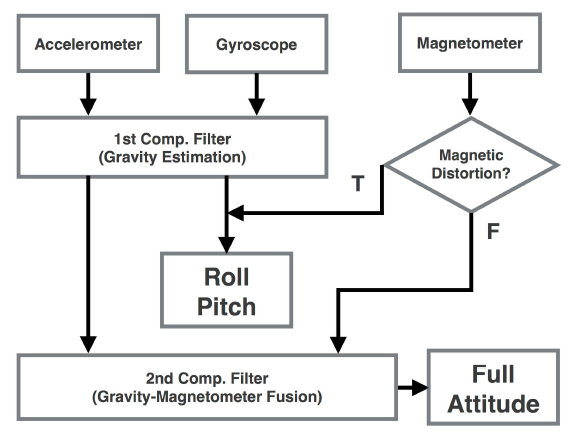 Accelerometer
Gyroscope
Magnetometer
1st Comp. Filter
(Gravity Estimation)
Magnetic
Distortion?
T
F
Roll
Pitch
2nd Comp. Filter
(Gravity-Magnetometer Fusion)
Full
Attitude